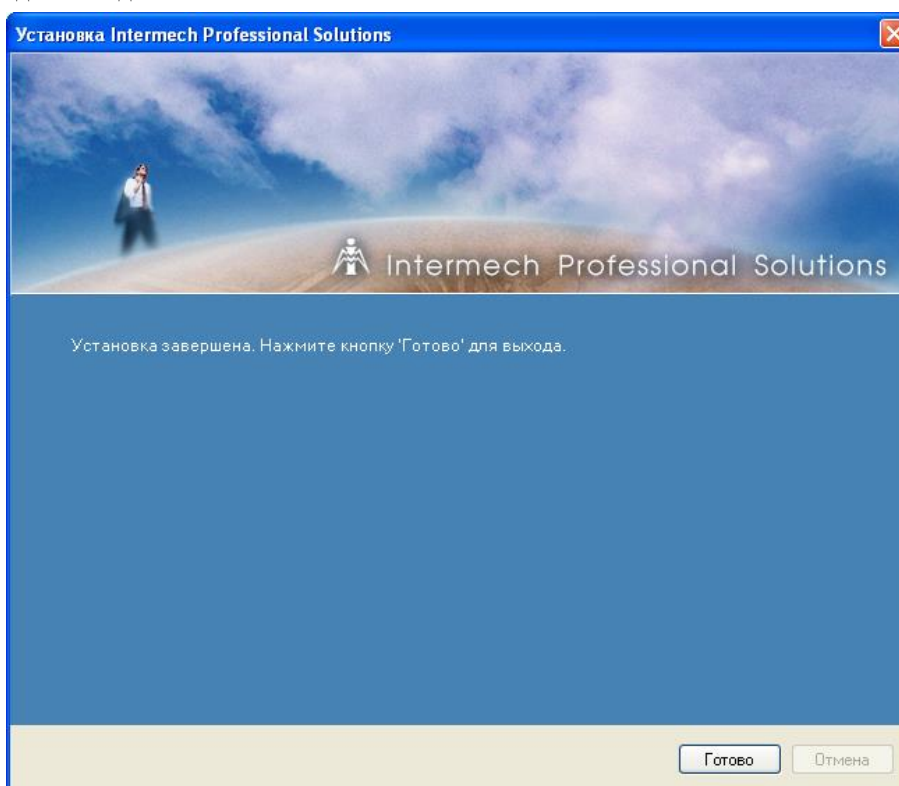 Установка Intermech Professional Solutions
Intermech Professional Solutions
Установка завершена. Нажмите кнопку 'Готово' для выхода.
Готово
Отмена